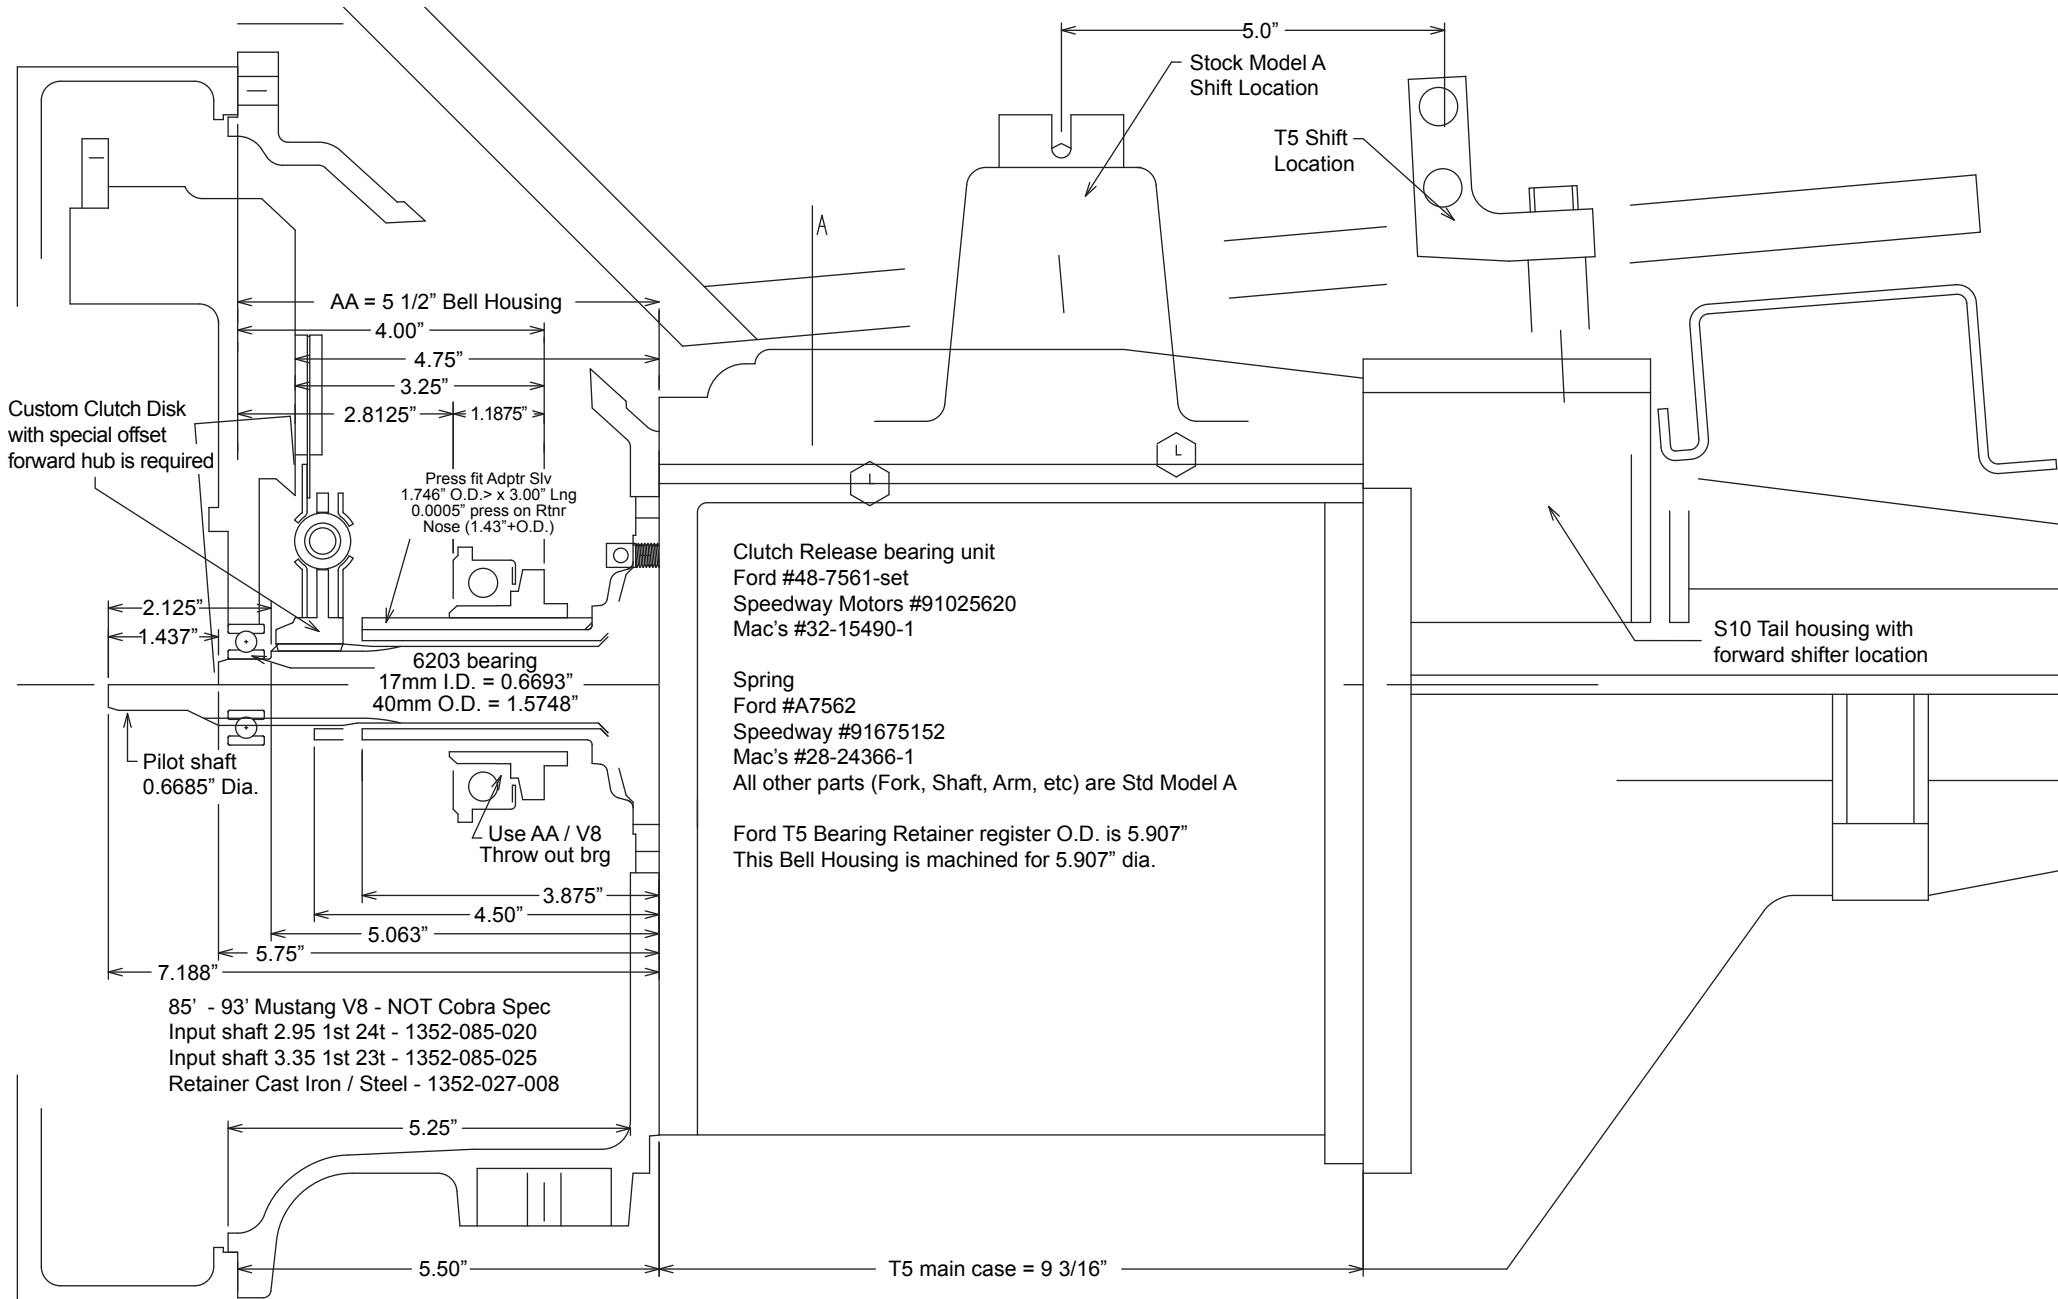 5.0”
Stock Model A
Shift Location
T5 Shift
Location
A
AA = 5 1/2” Bell Housing
4.00”
4.75”
3.25”
2.8125”
1.1875”
Custom Clutch Disk
with special offset
forward hub is required
Press fit Adptr Slv
1.746” O.D.> x 3.00” Lng
0.0005” press on Rtnr
Nose (1.43”+O.D.)
L
L
Clutch Release bearing unit
Ford #48-7561-set
Speedway Motors #91025620
Mac’s #32-15490-1
Spring
Ford #A7562
Speedway #91675152
Mac’s #28-24366-1
All other parts (Fork, Shaft, Arm, etc) are Std Model A
Ford T5 Bearing Retainer register O.D. is 5.907”
This Bell Housing is machined for 5.907” dia.
S10 Tail housing with
forward shifter location
2.125”
1.437”
6203 bearing
17mm I.D. = 0.6693”
40mm O.D. = 1.5748”
Pilot shaft
0.6685” Dia.
Use AA / V8
Throw out brg
3.875”
4.50”
5.063”
5.75”
7.188”
85’ - 93’ Mustang V8 - NOT Cobra Spec
Input shaft 2.95 1st 24t - 1352-085-020
Input shaft 3.35 1st 23t - 1352-085-025
Retainer Cast Iron / Steel - 1352-027-008
5.25”
5.50”
T5 main case = 9 3/16”